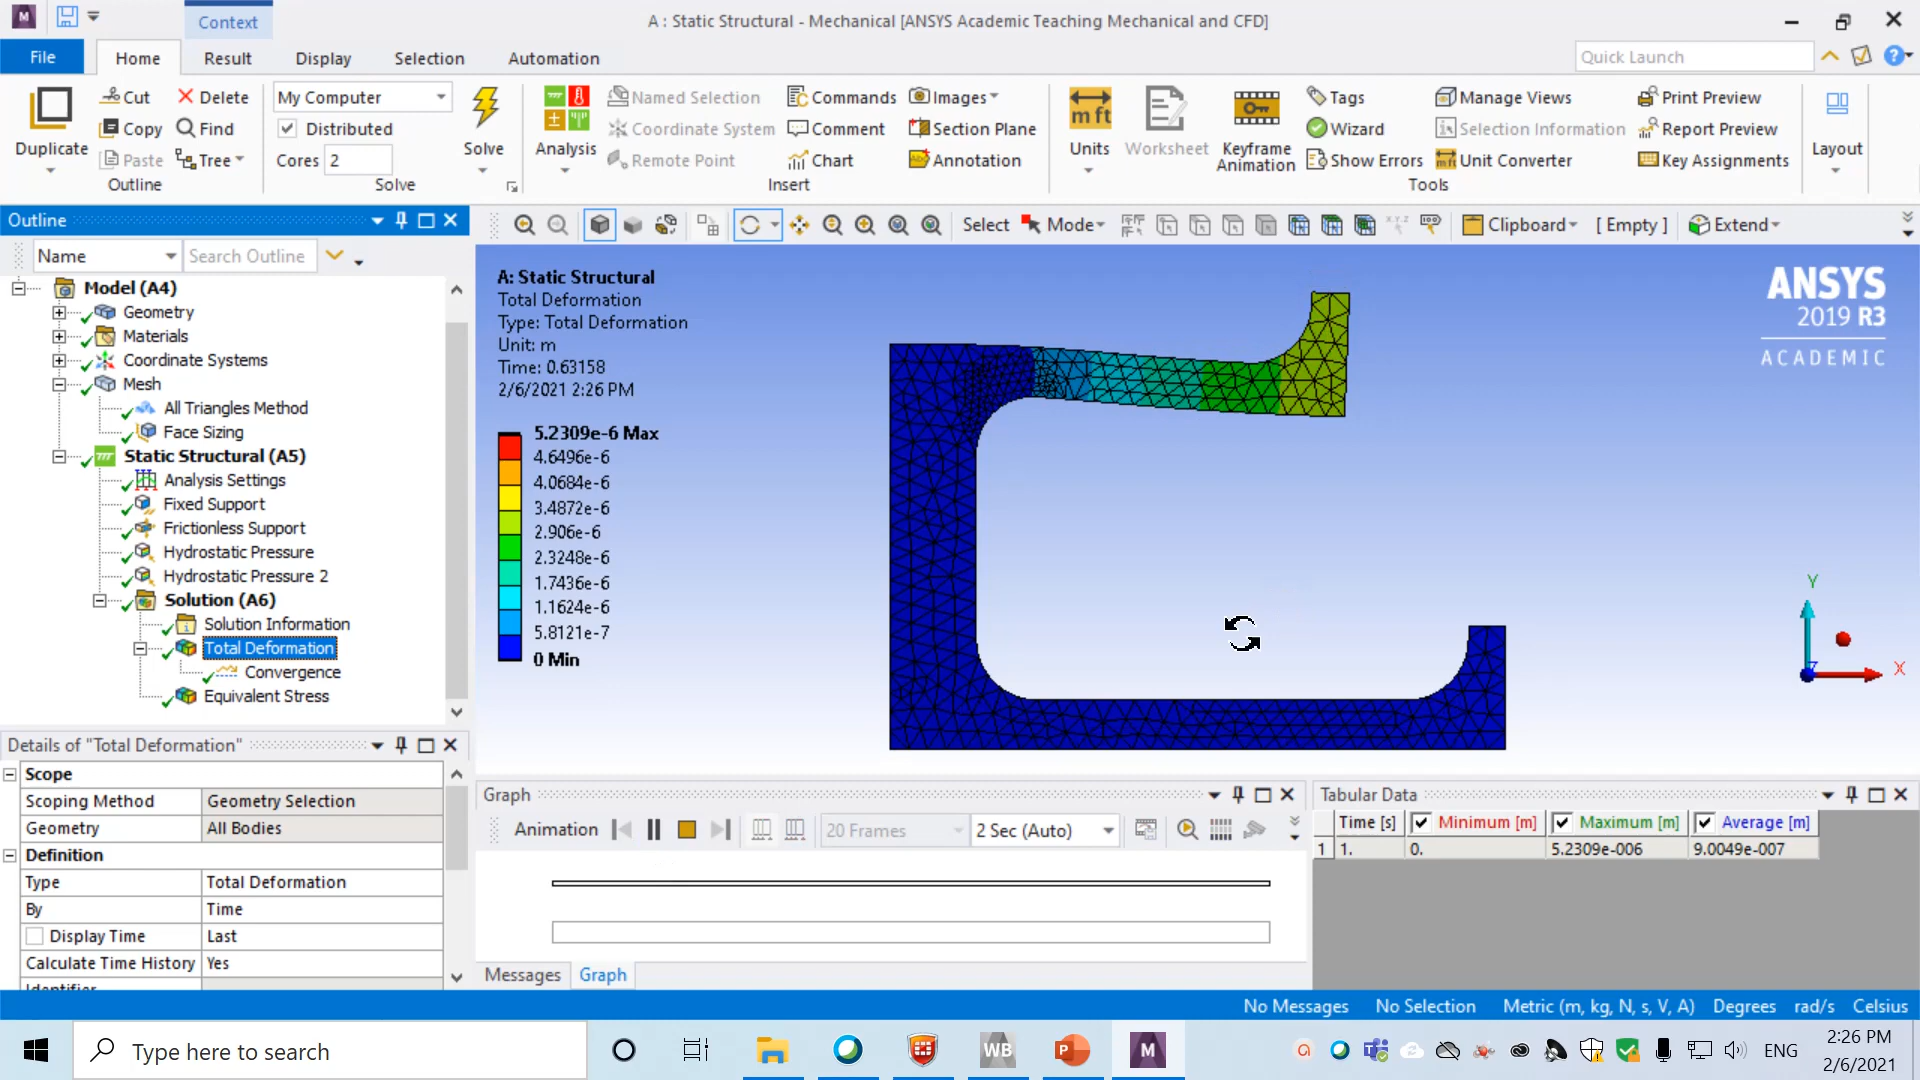 M
Context
A : Static Structural - Mechanical [ANSYS Academic Teaching Mechanical and CFD]
File
Home
Result
Display
Selection
Automation
Quick Launch
Duplicate
Cut
Delete
Copy
Find
Paste
Tree
Outline
My Computer
Distributed
Cores 2
Solve
Solve
Analysis
Named Selection
Commands
Images
Coordinate System
Comment
Section Plane
Remote Point
Chart
Annotation
Insert
Units
Worksheet
Keyframe
Animation
Tags
Manage Views
Print Preview
Wizard
Selection Information
Report Preview
Show Errors
Unit Converter
Key Assignments
Tools
Layout
Outline
Select
Mode
Clipboard
[ Empty ]
Extend
Name
Search Outline
Model (A4)
Geometry
Materials
Coordinate Systems
Mesh
All Triangles Method
Face Sizing
Static Structural (A5)
Analysis Settings
Fixed Support
Frictionless Support
Hydrostatic Pressure
Hydrostatic Pressure 2
Solution (A6)
Solution Information
Total Deformation
Convergence
Equivalent Stress
A: Static Structural
Total Deformation
Type: Total Deformation
Unit: m
Time: 0.63158
2/6/2021 2:26 PM
5.2309e-6 Max
4.6496e-6
4.0684e-6
3.4872e-6
2.906e-6
2.3248e-6
1.7436e-6
1.1624e-6
5.8121e-7
0 Min
ANSYS
2019 R3
ACADEMIC
Y
Z
X
Details of "Total Deformation"
Scope
Scoping Method Geometry Selection
Geometry All Bodies
Definition
Type Total Deformation
By Time
Display Time Last
Calculate Time History Yes
Identifier
Graph
Animation
20 Frames
2 Sec (Auto)
Messages
Graph
Tabular Data
Time [s] Minimum [m] Maximum [m] Average [m]
1 1. 0. 5.2309e-006 9.0049e-007
No Messages
No Selection
Metric (m, kg, N, s, V, A)
Degrees
rad/s
Celsius
Type here to search
WB
P
M
ENG
2:26 PM
2/6/2021